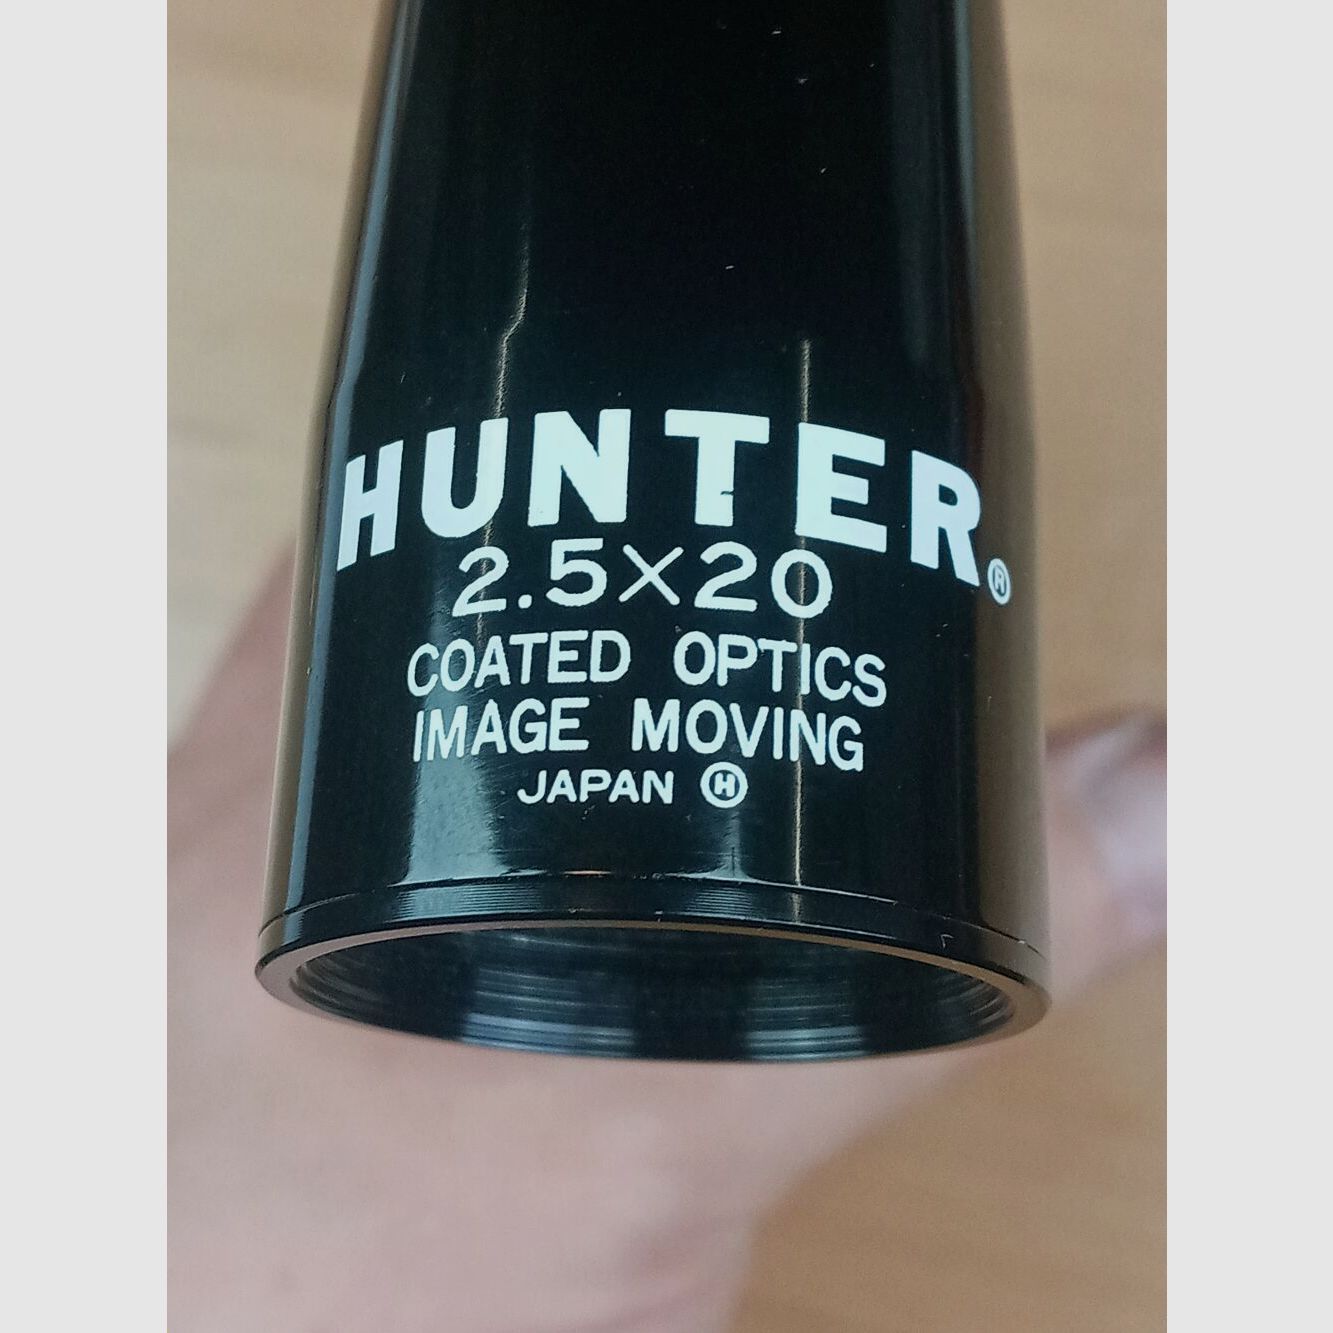 HUNTER®
2.5×20
COATED OPTICS
IMAGE MOVING
JAPAN Ⓗ